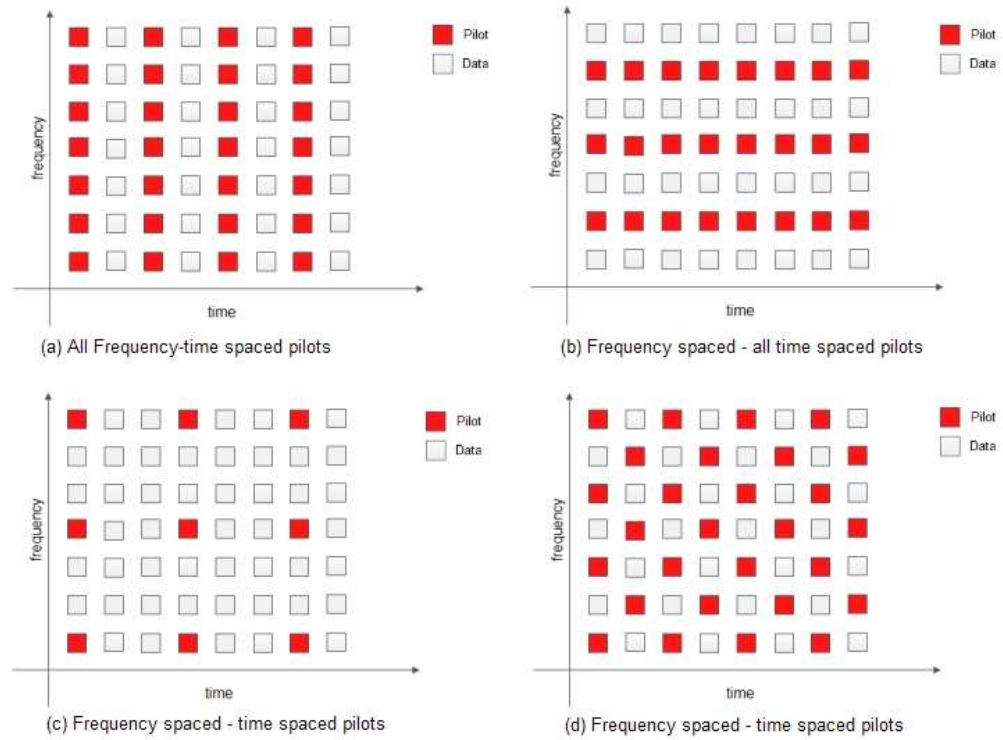 Pilot
Data
frequency
time
(a) All Frequency-time spaced pilots
Pilot
Data
frequency
time
(b) Frequency spaced - all time spaced pilots
Pilot
Data
frequency
time
(c) Frequency spaced - time spaced pilots
Pilot
Data
frequency
time
(d) Frequency spaced - time spaced pilots